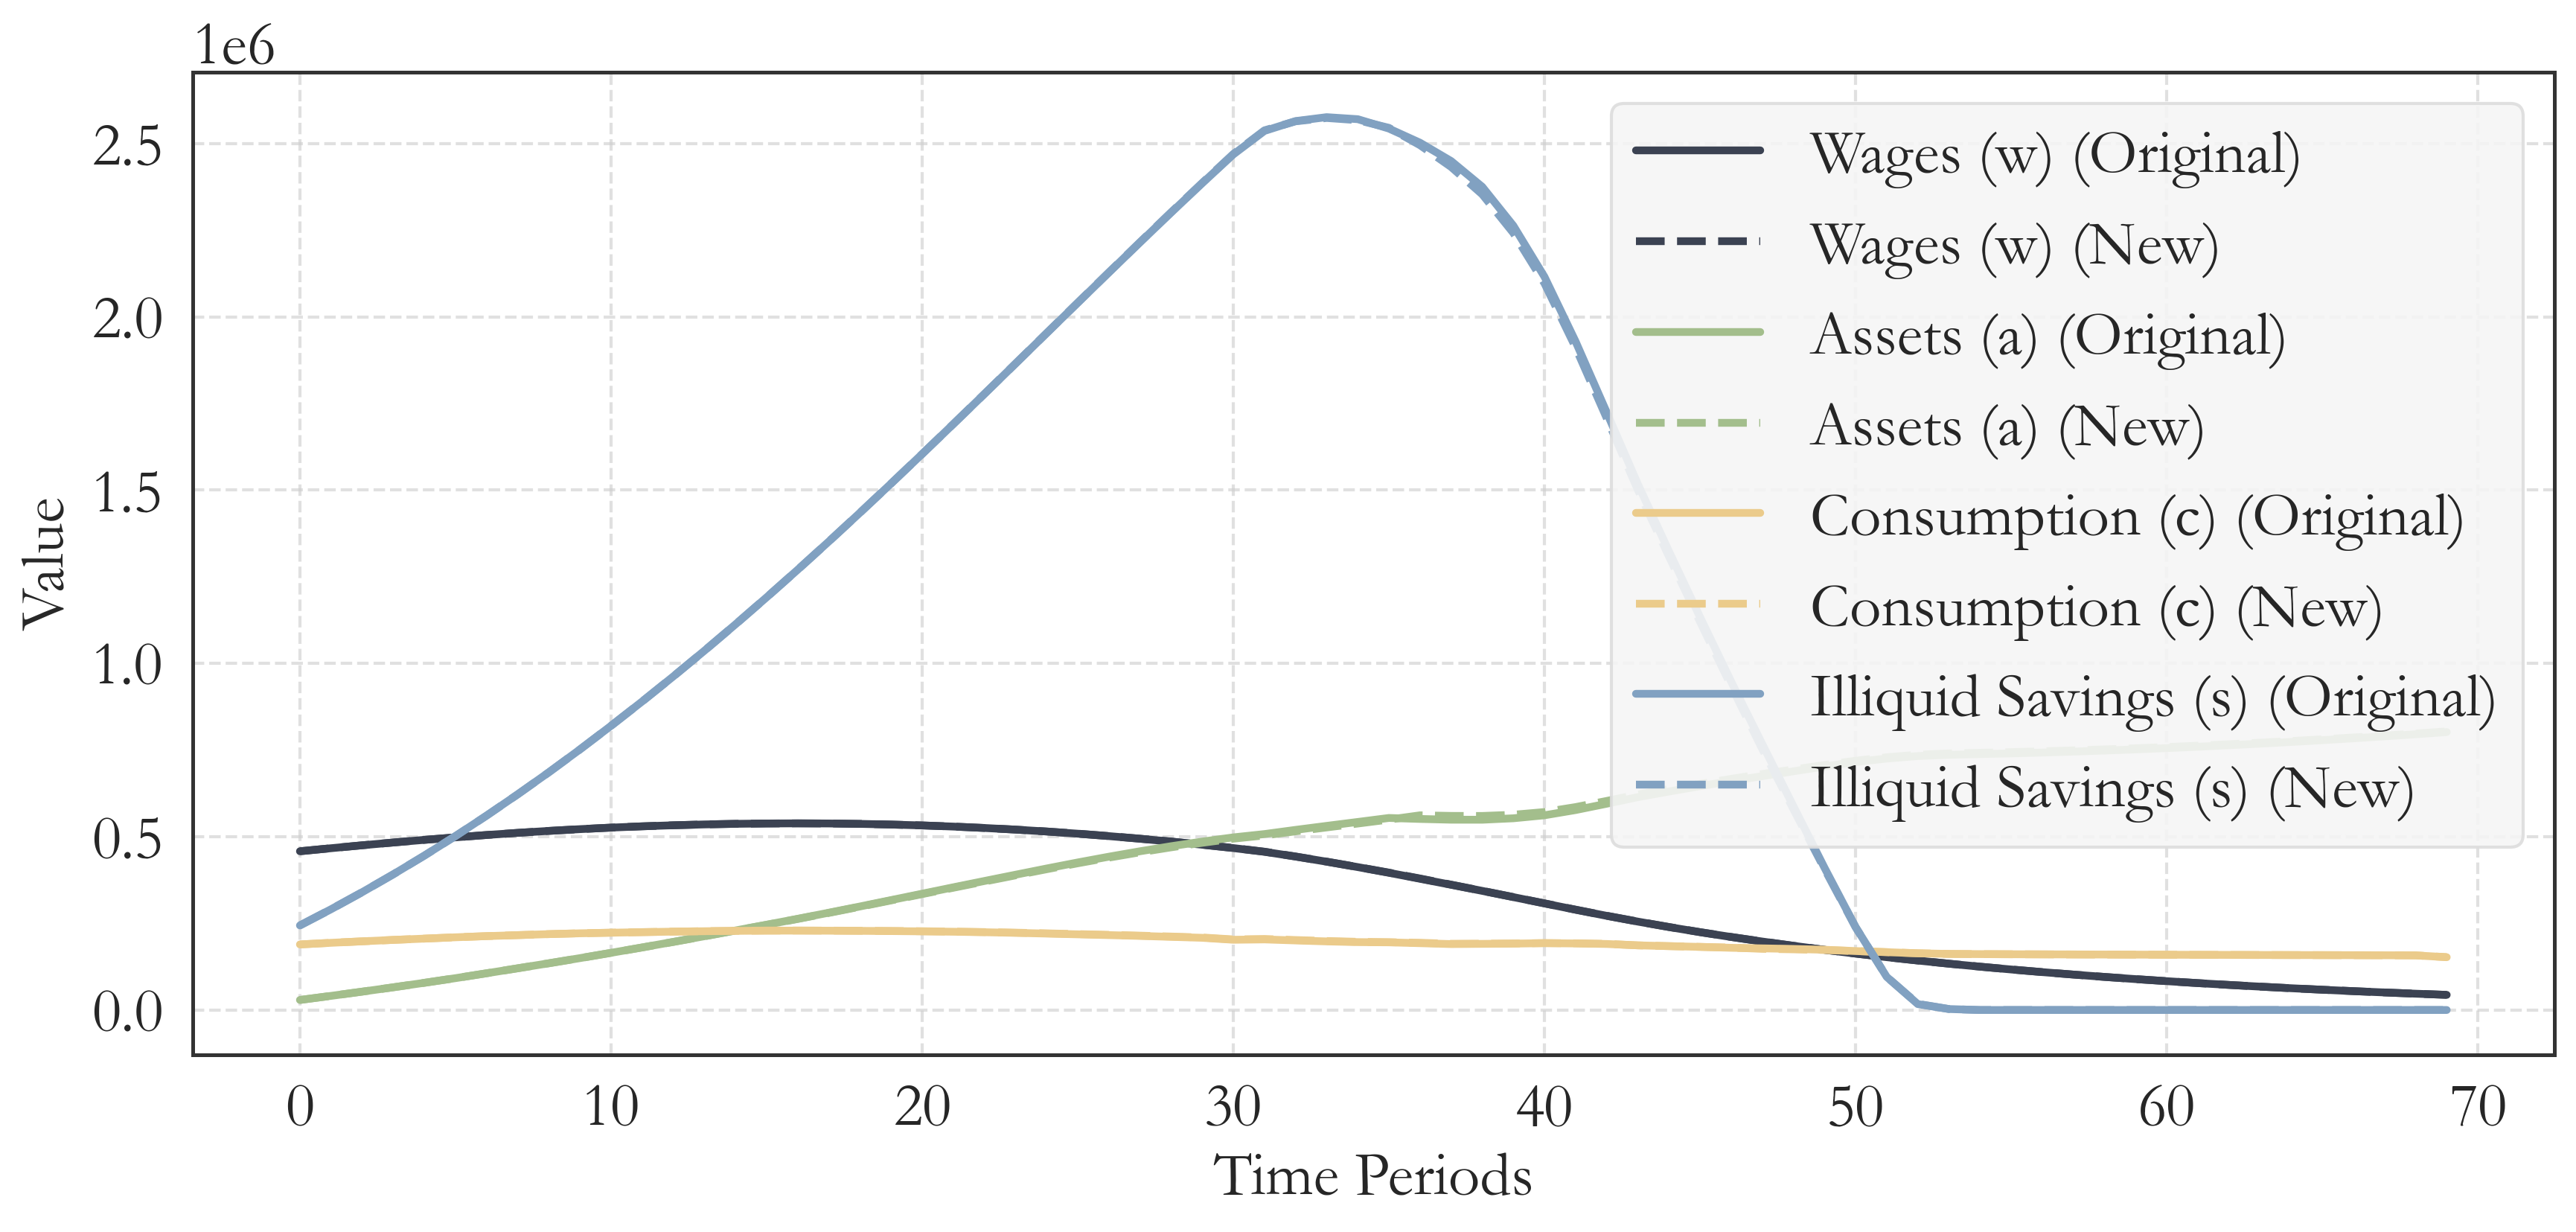 1e6
2.5
2.0
1.5
1.0
0.5
0.0
Value
0 10 20 30 40 50 60 70
Time Periods
Wages (w) (Original)
Wages (w) (New)
Assets (a) (Original)
Assets (a) (New)
Consumption (c) (Original)
Consumption (c) (New)
Illiquid Savings (s) (Original)
Illiquid Savings (s) (New)